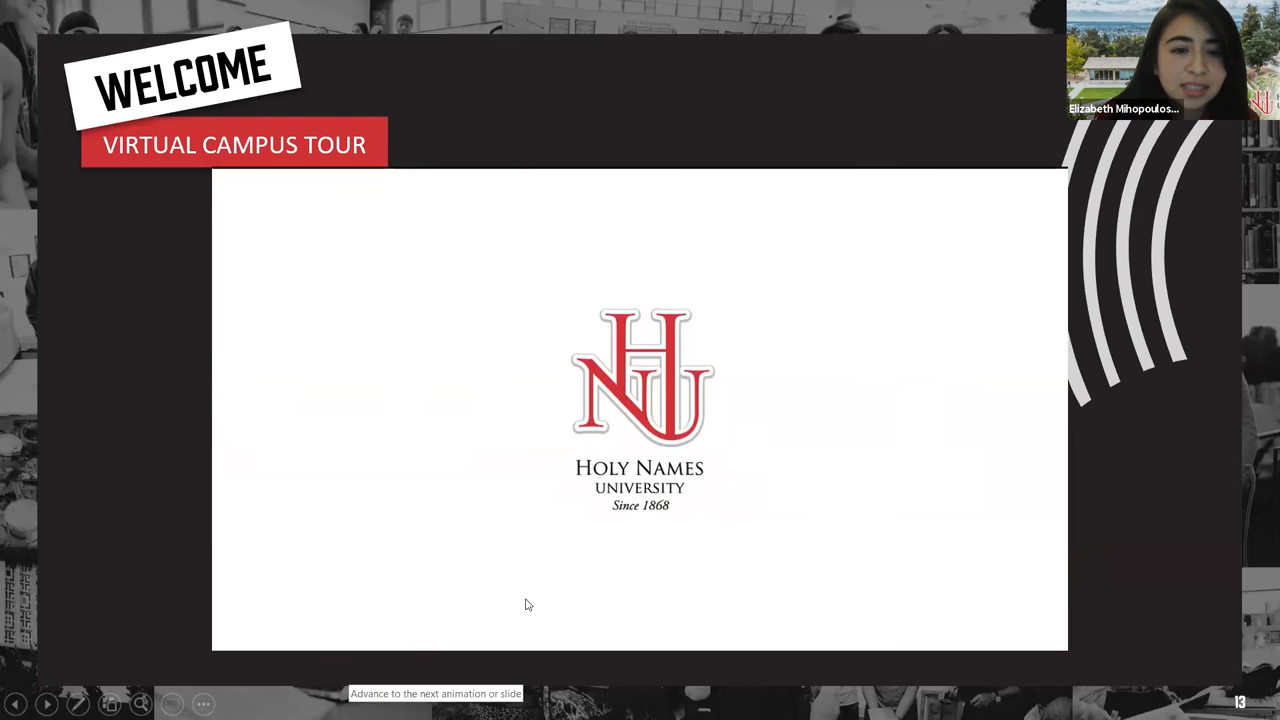 WELCOME
VIRTUAL CAMPUS TOUR
Elizabeth Mihopoulos...
NU
HNU
HOLY NAMES
UNIVERSITY
Since 1868
Advance to the next animation or slide
13